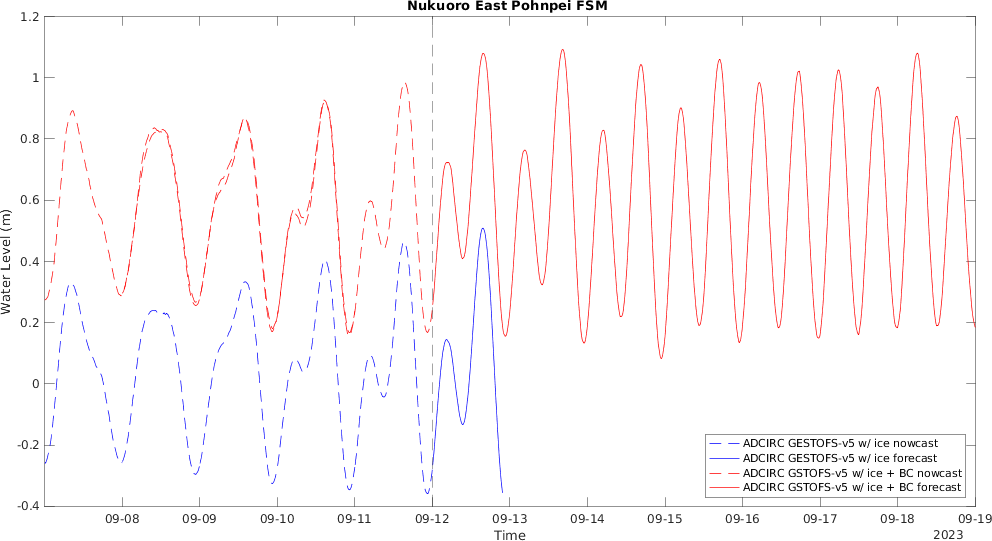 Nukuoro East Pohnpei FSM
1.2
1
0.8
0.6
0.4
0.2
0
-0.2
-0.4
Water Level (m)
ADCIRC GESTOFS-v5 w/ ice nowcast
ADCIRC GESTOFS-v5 w/ ice forecast
ADCIRC GSTOFS-v5 w/ ice + BC nowcast
ADCIRC GSTOFS-v5 w/ ice + BC forecast
09-08 09-09 09-10 09-11 09-12 09-13 09-14 09-15 09-16 09-17 09-18 09-19
Time
2023